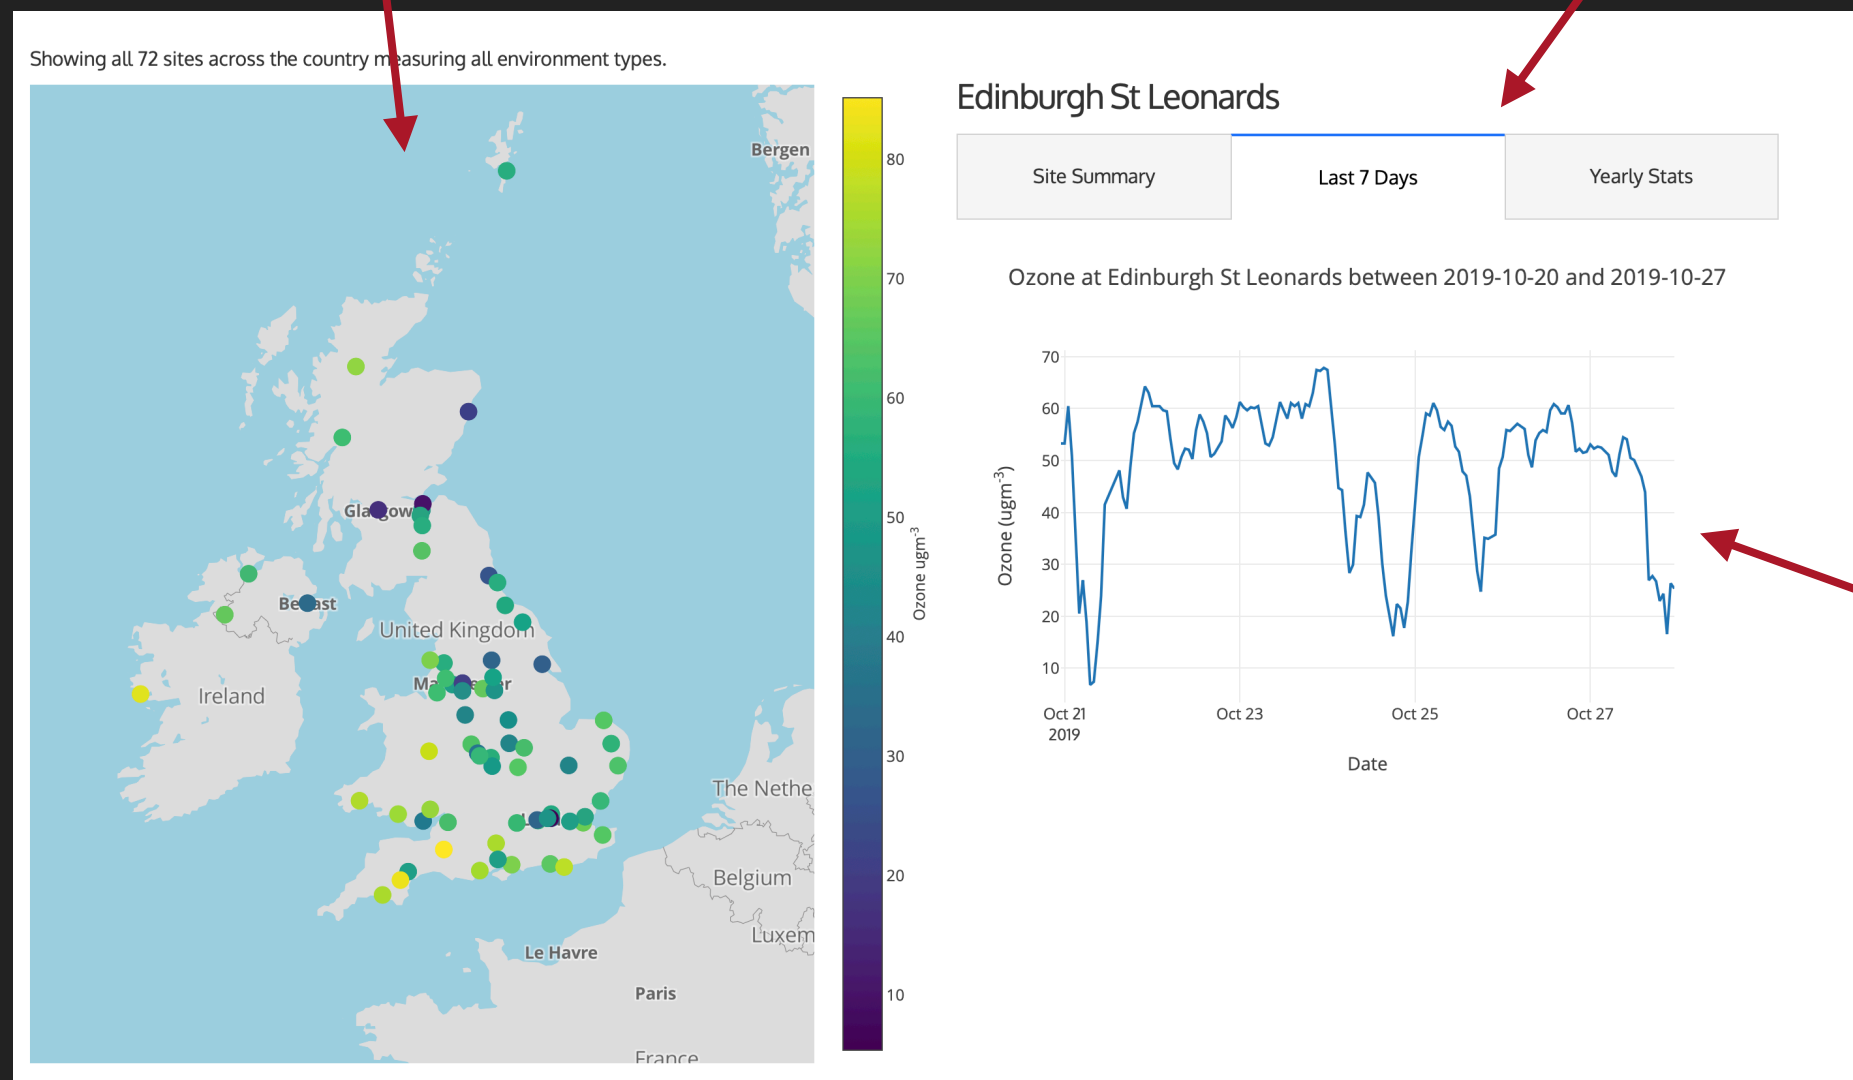 Showing all 72 sites across the country measuring all environment types.
Bergen
Glasgow
Belfast
United Kingdom
Manchester
Ireland
The Nethe
Belgium
Luxem
Le Havre
Paris
France
80
70
60
50
40
30
20
10
Ozone ugm-3
Edinburgh St Leonards
Site Summary
Last 7 Days
Yearly Stats
Ozone at Edinburgh St Leonards between 2019-10-20 and 2019-10-27
70
60
50
40
30
20
10
Ozone (ugm-3)
Oct 21
2019
Oct 23
Oct 25
Oct 27
Date